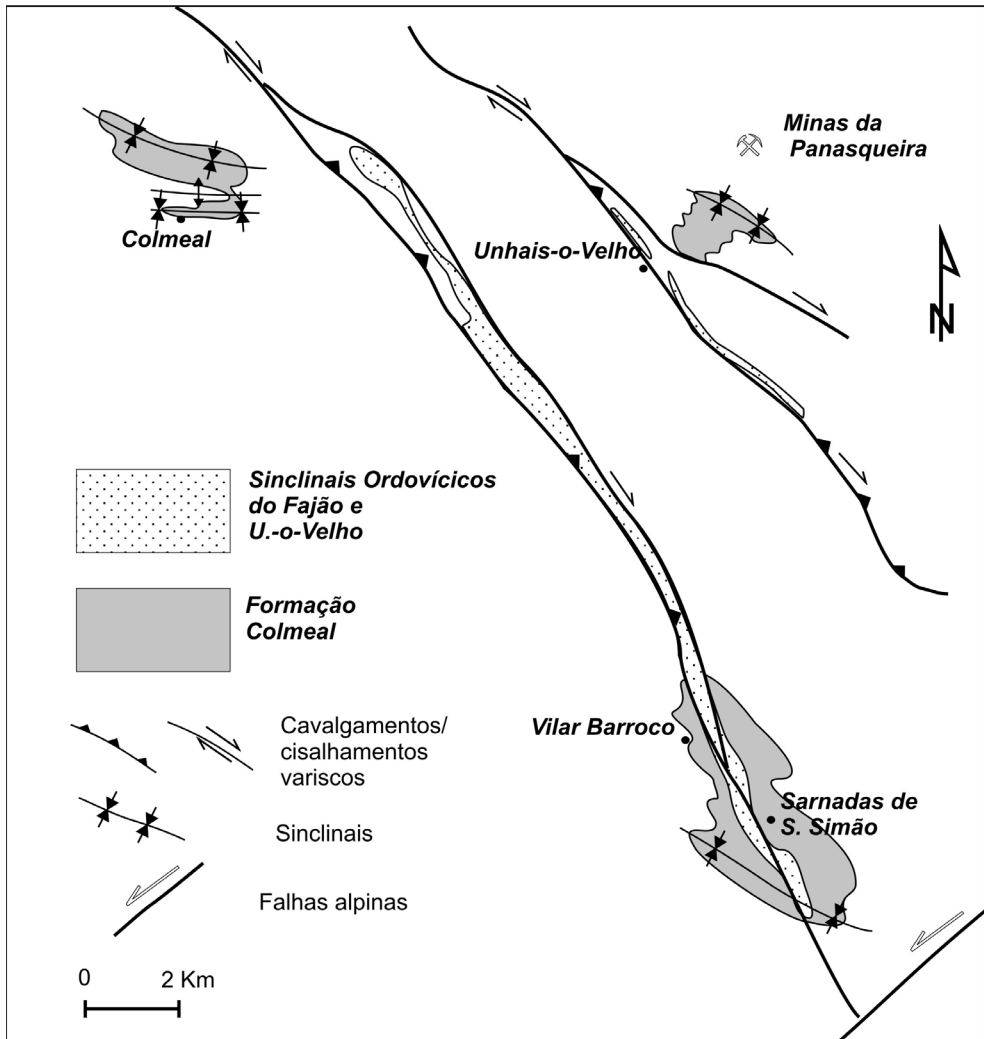 Minas da
Panasqueira
Colmeal
Unhais-o-Velho
N
Sinclinais Ordovícicos
do Fajão e
U.-o-Velho
Formação
Colmeal
Vilar Barroco
Cavalgamentos/
cisalhamentos
variscos
Sarnadas de
S. Simão
Sinclinais
Falhas alpinas
0 2 Km